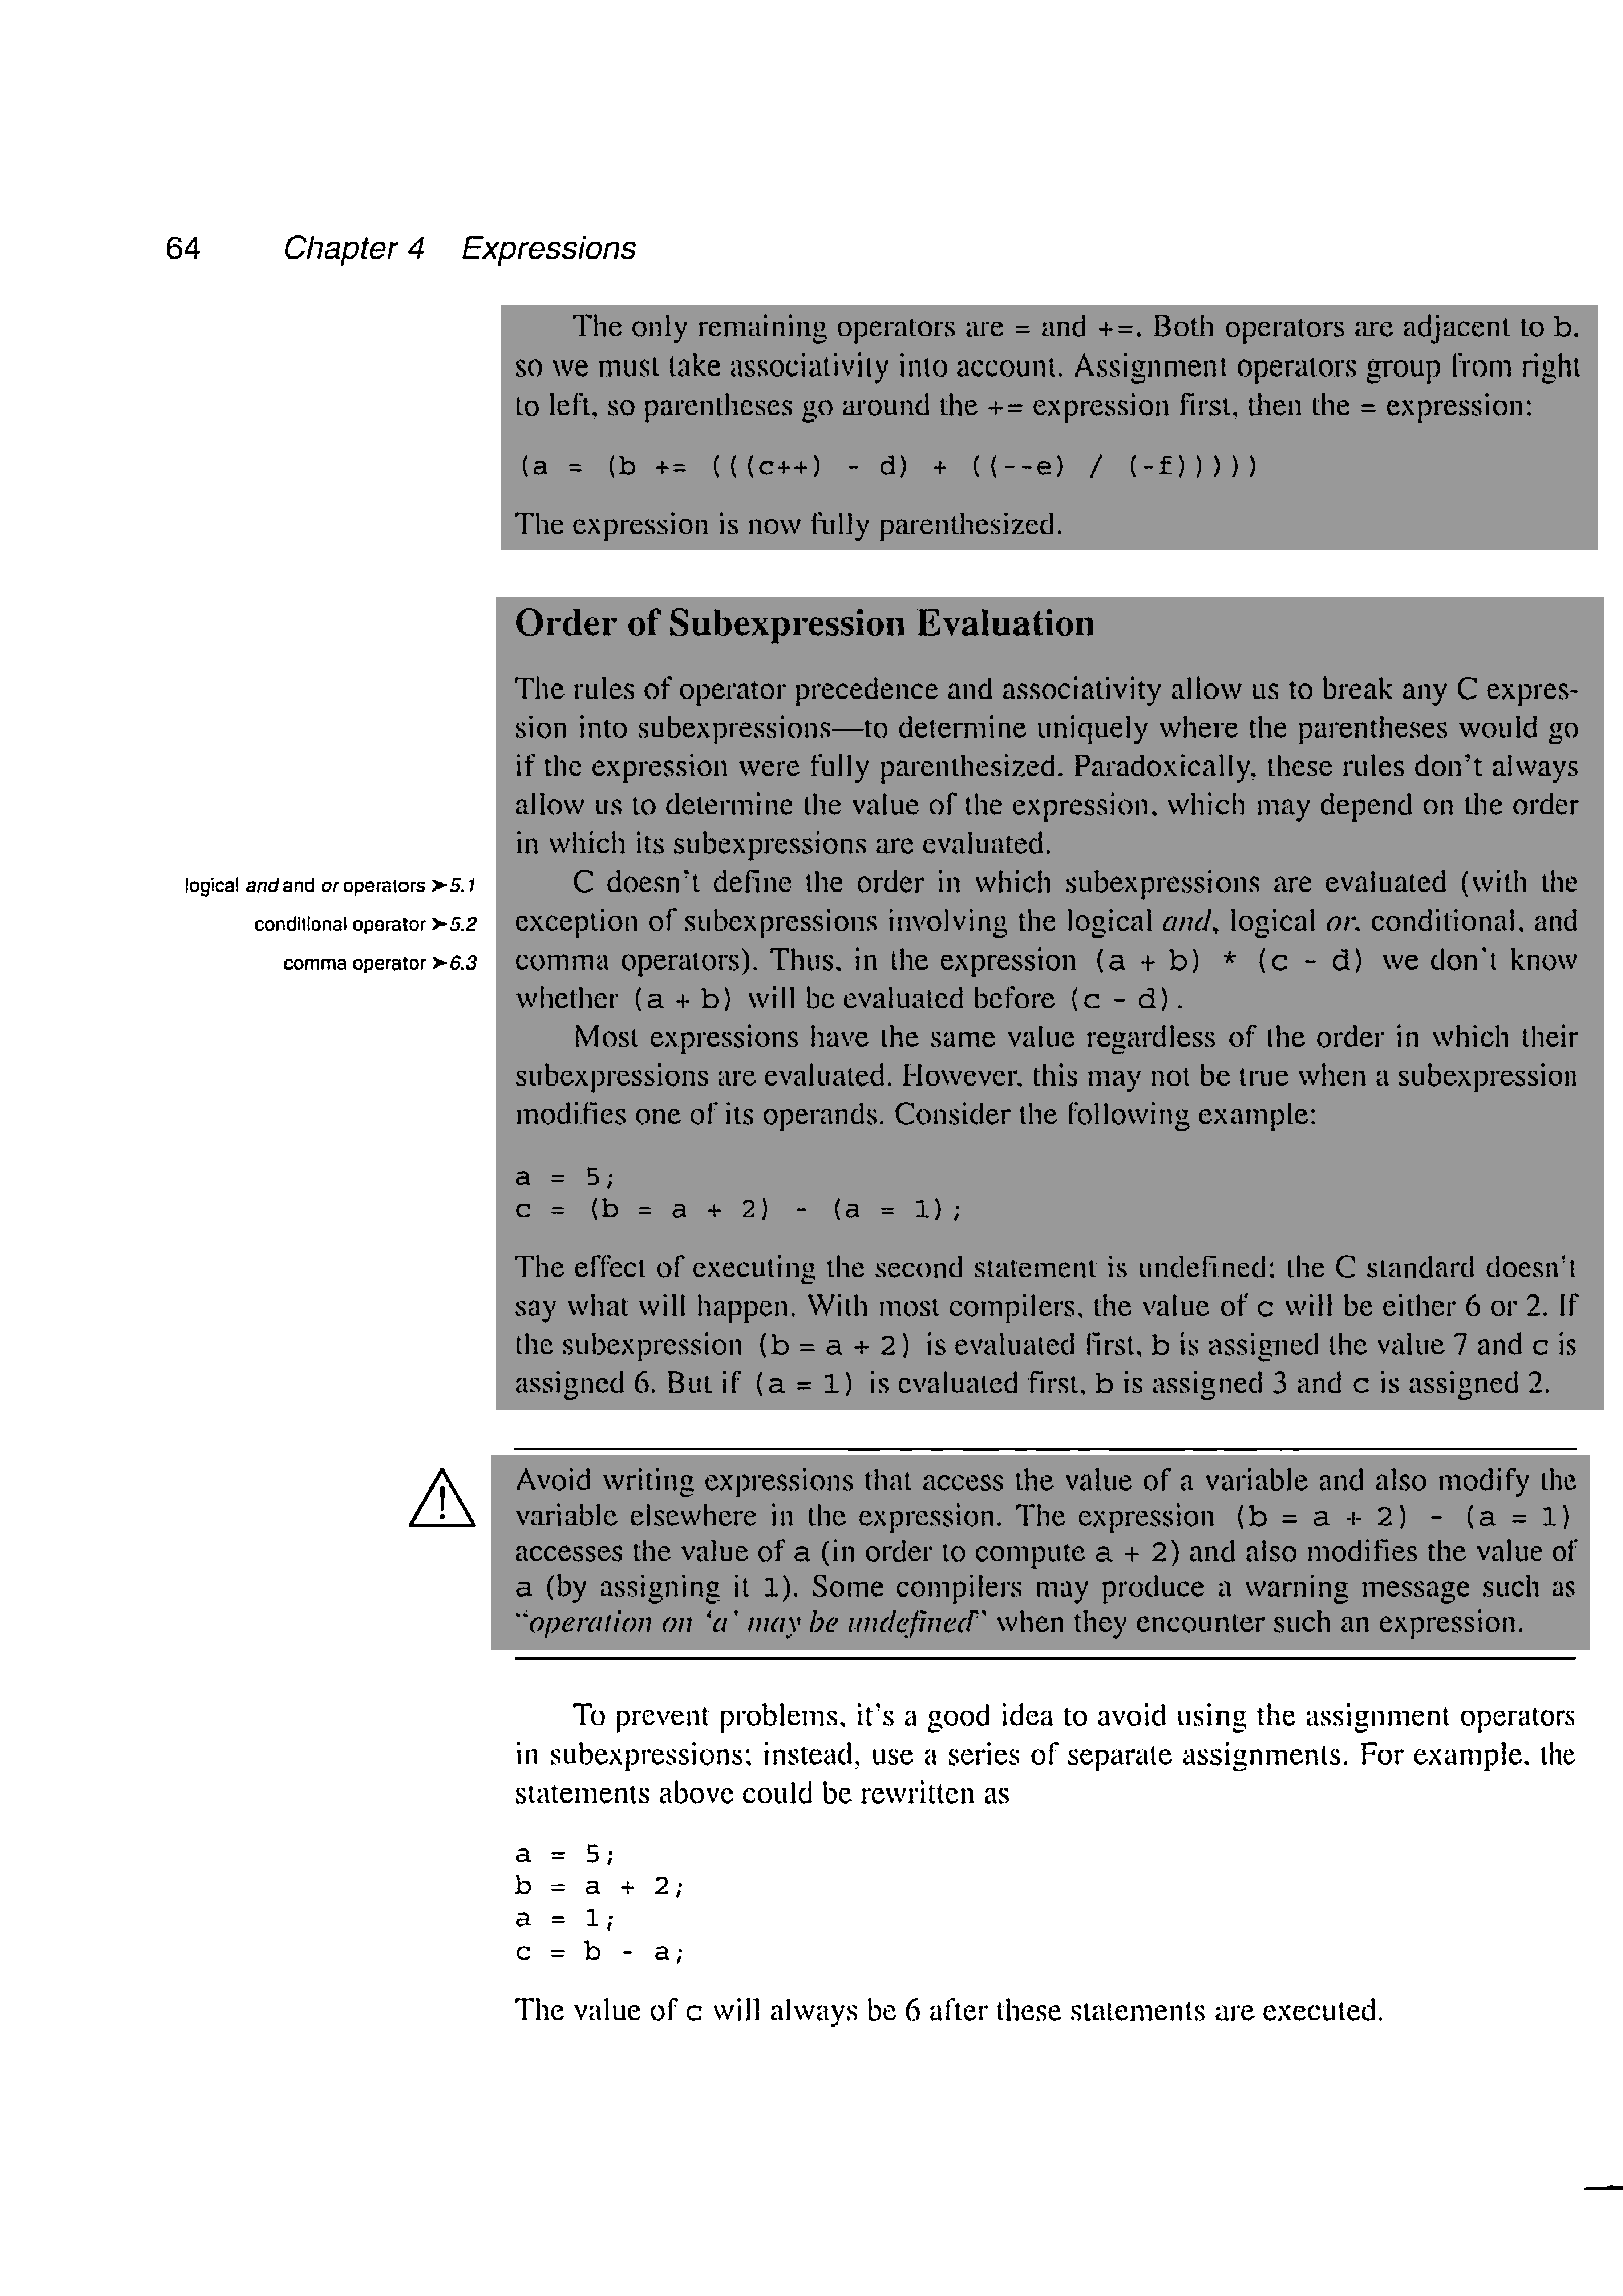 64 Chapter 4 Expressions
The only remaining operators are = and +=. Both operators are adjacent to b.
so we must take associativity into account. Assignment operators group from right
to left, so parentheses go around the += expression first, then the = expression:
(a = (b += (((c++) - d) + ((--e) / (-f)))))
The expression is now fully parenthesized.
Order of Subexpression Evaluation
The rules of operator precedence and associativity allow us to break any C expres-
sion into subexpressions—to determine uniquely where the parentheses would go
if the expression were fully parenthesized. Paradoxically, these rules don't always
allow us to determine the value of the expression, which may depend on the order
in which its subexpressions are evaluated.
logical and and or operators ➤5.1
conditional operator ➤5.2
comma operator ➤6.3
C doesn't define the order in which subexpressions are evaluated (with the
exception of subexpressions involving the logical and, logical or, conditional, and
comma operators). Thus, in the expression (a + b) * (c - d) we don't know
whether (a + b) will be evaluated before (c - d).
Most expressions have the same value regardless of the order in which their
subexpressions are evaluated. However, this may not be true when a subexpression
modifies one of its operands. Consider the following example:
a = 5;
c = (b = a + 2) - (a = 1);
The effect of executing the second statement is undefined; the C standard doesn't
say what will happen. With most compilers, the value of c will be either 6 or 2. If
the subexpression (b = a + 2) is evaluated first, b is assigned the value 7 and c is
assigned 6. But if (a = 1) is evaluated first, b is assigned 3 and c is assigned 2.
Avoid writing expressions that access the value of a variable and also modify the
variable elsewhere in the expression. The expression (b = a + 2) - (a = 1)
accesses the value of a (in order to compute a + 2) and also modifies the value of
a (by assigning it 1). Some compilers may produce a warning message such as
“operation on 'a' may be undefined” when they encounter such an expression.
To prevent problems, it's a good idea to avoid using the assignment operators
in subexpressions; instead, use a series of separate assignments. For example, the
statements above could be rewritten as
a = 5;
b = a + 2;
a = 1;
c = b - a;
The value of c will always be 6 after these statements are executed.